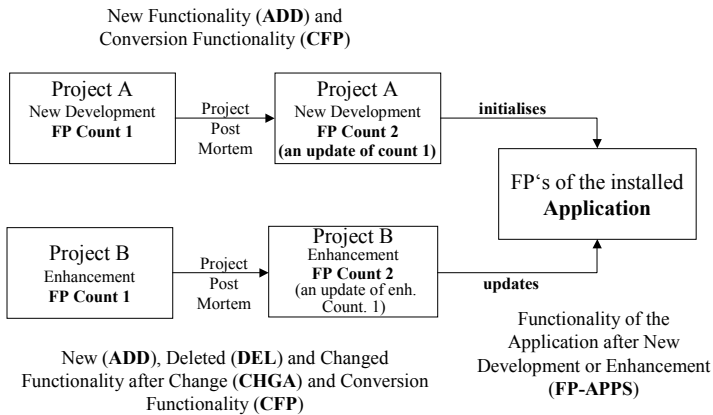 New Functionality (ADD) and
Conversion Functionality (CFP)
Project A
New Development
FP Count 1
Project
Post
Mortem
Project A
New Development
FP Count 2
(an update of count 1)
initialises
FP‘s of the installed
Application
Project B
Enhancement
FP Count 1
Project
Post
Mortem
Project B
Enhancement
FP Count 2
(an update of enh.
Count. 1)
updates
New (ADD), Deleted (DEL) and Changed
Functionality after Change (CHGA) and Conversion
Functionality (CFP)
Functionality of the
Application after New
Development or Enhancement
(FP-APPS)